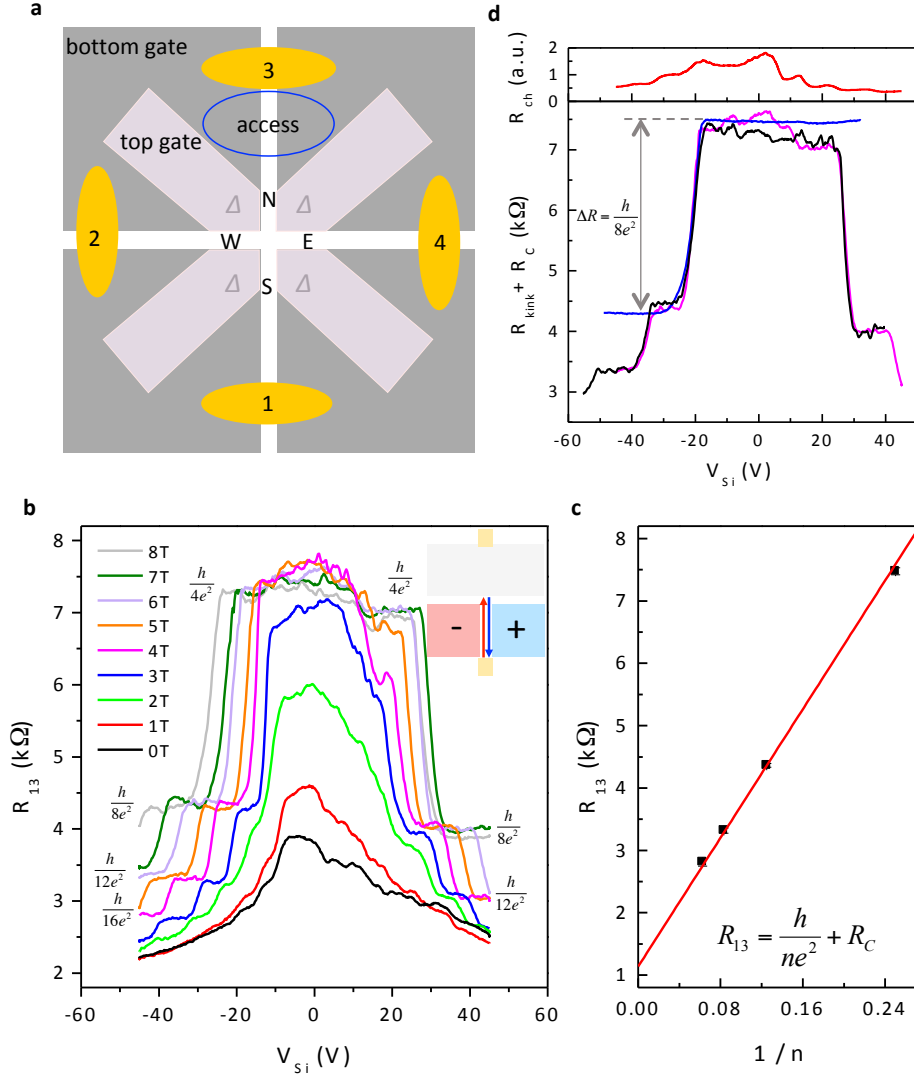 a
bottom gate
3
access
top gate
N
Δ Δ
2
W E
4
Δ S Δ
1
d
R_ch (a.u.)
2
1
0
R_kink + R_C (kΩ)
7
6
5
4
3
ΔR = h/8e²
-60 -40 -20 0 20 40
V_Si (V)
b
R_13 (kΩ)
8
7
6
5
4
3
2
8T
7T
6T
5T
4T
3T
2T
1T
0T
h/4e²
h/4e²
- +
h/8e²
h/8e²
h/12e²
h/12e²
h/16e²
-60 -40 -20 0 20 40 60
V_Si (V)
c
R_13 (kΩ)
8
7
6
5
4
3
2
1
R_13 = h/ne² + R_C
0.00 0.08 0.16 0.24
1 / n